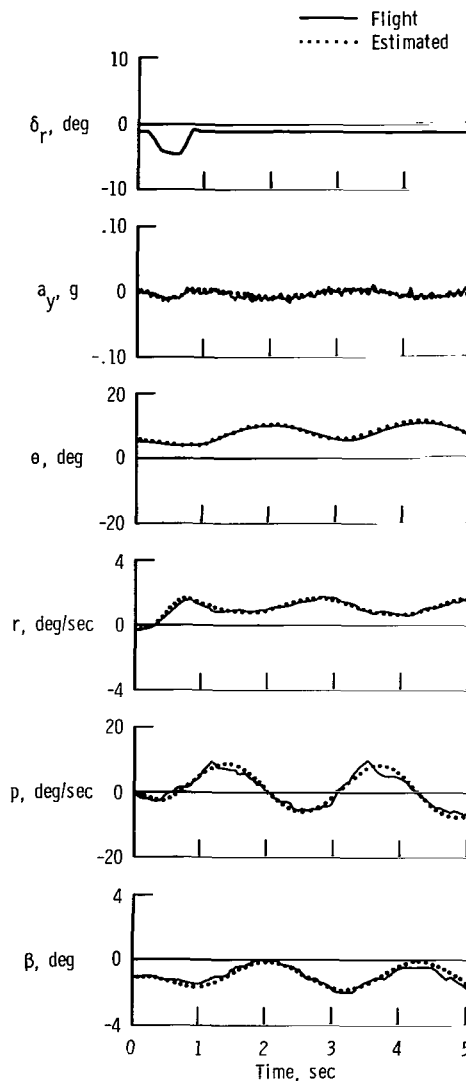 Flight
Estimated
10
δr, deg
0
-10
.10
ay, g
0
-.10
20
θ, deg
0
-20
4
r, deg/sec
0
-4
20
p, deg/sec
0
-20
4
β, deg
0
-4
0 1 2 3 4 5
Time, sec